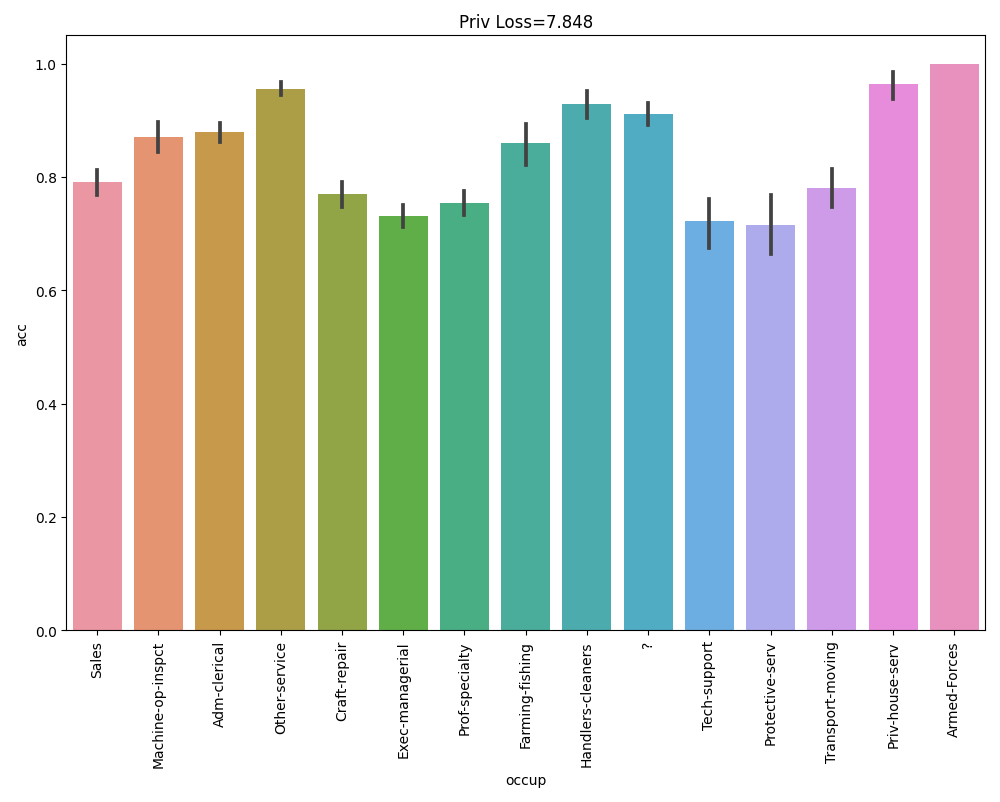 Priv Loss=7.848
acc
1.0
0.8
0.6
0.4
0.2
0.0
Sales
Machine-op-inspct
Adm-clerical
Other-service
Craft-repair
Exec-managerial
Prof-specialty
Farming-fishing
Handlers-cleaners
?
Tech-support
Protective-serv
Transport-moving
Priv-house-serv
Armed-Forces
occup